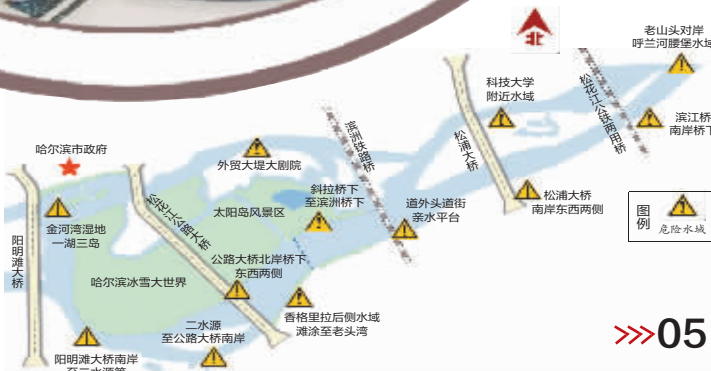 北
老山头对岸
呼兰河腰堡水域
科技大学
附近水域
松花江公铁两用桥
滨江桥
南岸桥下
滨洲铁路桥
松浦大桥
哈尔滨市政府
外贸大堤大剧院
斜拉桥下
至滨洲桥下
松浦大桥
南岸东西两侧
图例
危险水域
太阳岛风景区
道外头道街
亲水平台
金河湾湿地
一湖三岛
松花江公路大桥
阳明滩大桥
公路大桥北岸桥下
东西两侧
哈尔滨冰雪大世界
香格里拉后侧水域
滩涂至老头湾
二水源
至公路大桥南岸
阳明滩大桥南岸
>>>05